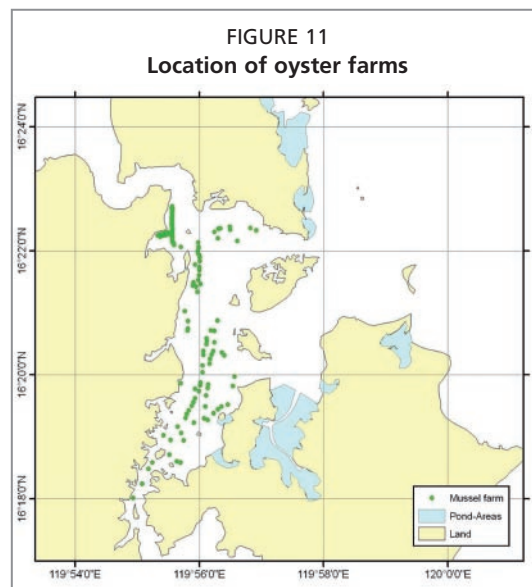 FIGURE 11
Location of oyster farms
16°24'0"N
16°22'0"N
16°20'0"N
16°18'0"N
Mussel farm
Pond-Areas
Land
119°54'0"E
119°56'0"E
119°58'0"E
120°0'0"E